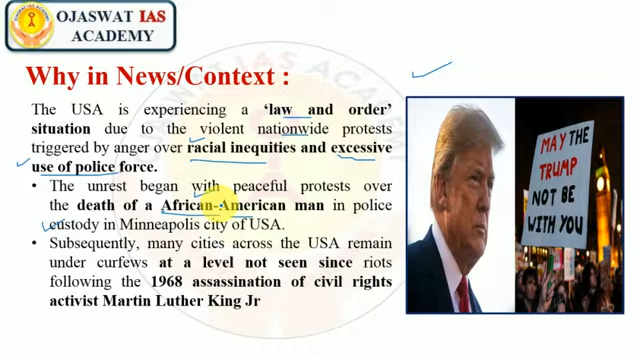 OJASWAT IAS
ACADEMY
Why in News/Context :
The USA is experiencing a ‘law and order’
situation due to the violent nationwide protests
triggered by anger over racial inequities and excessive
use of police force.
• The unrest began with peaceful protests over
the death of a African-American man in police
custody in Minneapolis city of USA.
• Subsequently, many cities across the USA remain
under curfews at a level not seen since riots
following the 1968 assassination of civil rights
activist Martin Luther King Jr
MAY THE
TRUMP
NOT BE
WITH YOU